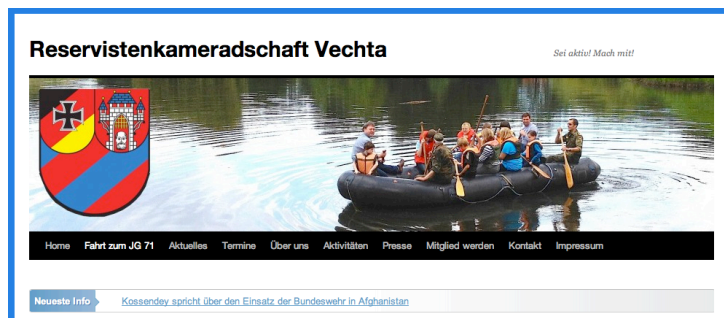 Reservistenkameradschaft Vechta
Sei aktiv! Mach mit!
Home Fahrt zum JG 71 Aktuelles Termine Über uns Aktivitäten Presse Mitglied werden Kontakt Impressum
Neueste Info Kossendey spricht über den Einsatz der Bundeswehr in Afghanistan